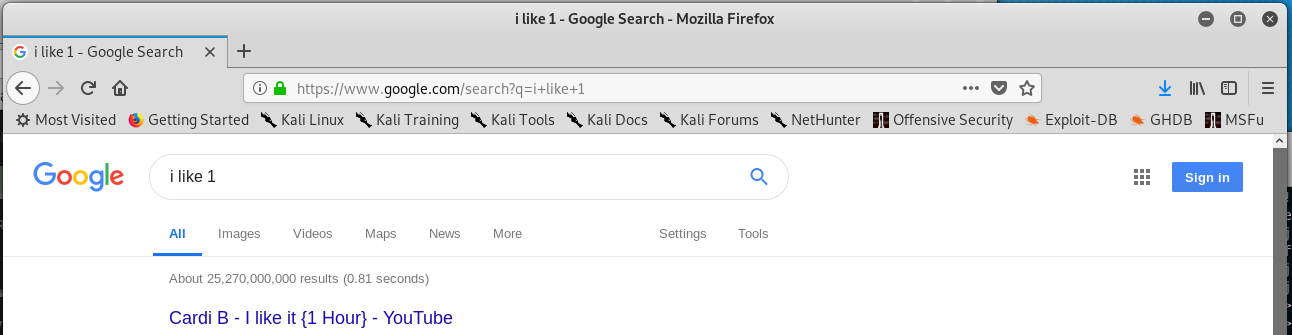 i like 1 - Google Search - Mozilla Firefox
i like 1 - Google Search
https://www.google.com/search?q=i+like+1
Most Visited Getting Started Kali Linux Kali Training Kali Tools Kali Docs Kali Forums NetHunter Offensive Security Exploit-DB GHDB MSFu
Google i like 1 Sign in
All Images Videos Maps News More Settings Tools
About 25,270,000,000 results (0.81 seconds)
Cardi B - I like it {1 Hour} - YouTube